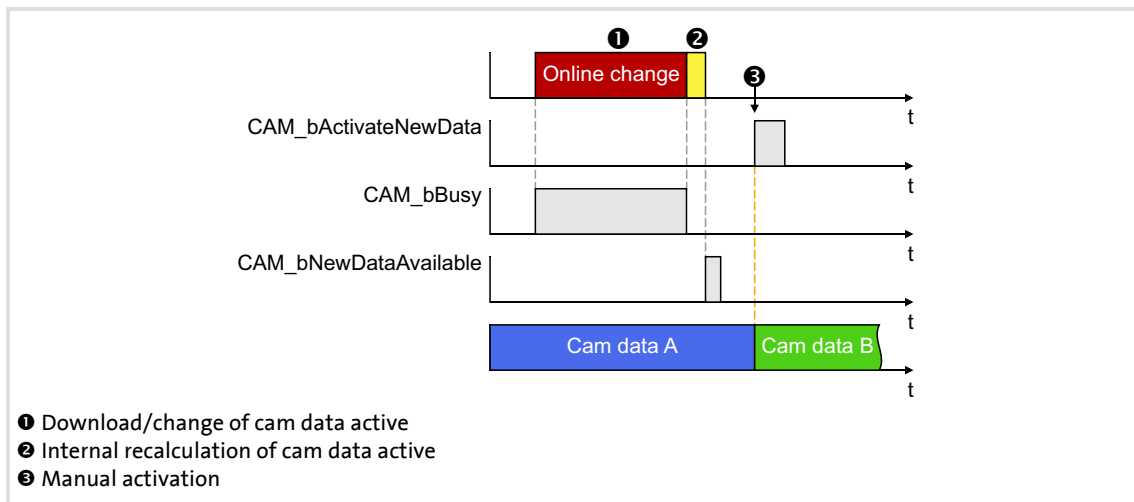 ❶ ❷
Online change
❸
t
CAM_bActivateNewData
t
CAM_bBusy
t
CAM_bNewDataAvailable
t
Cam data A Cam data B
t
❶ Download/change of cam data active
❷ Internal recalculation of cam data active
❸ Manual activation